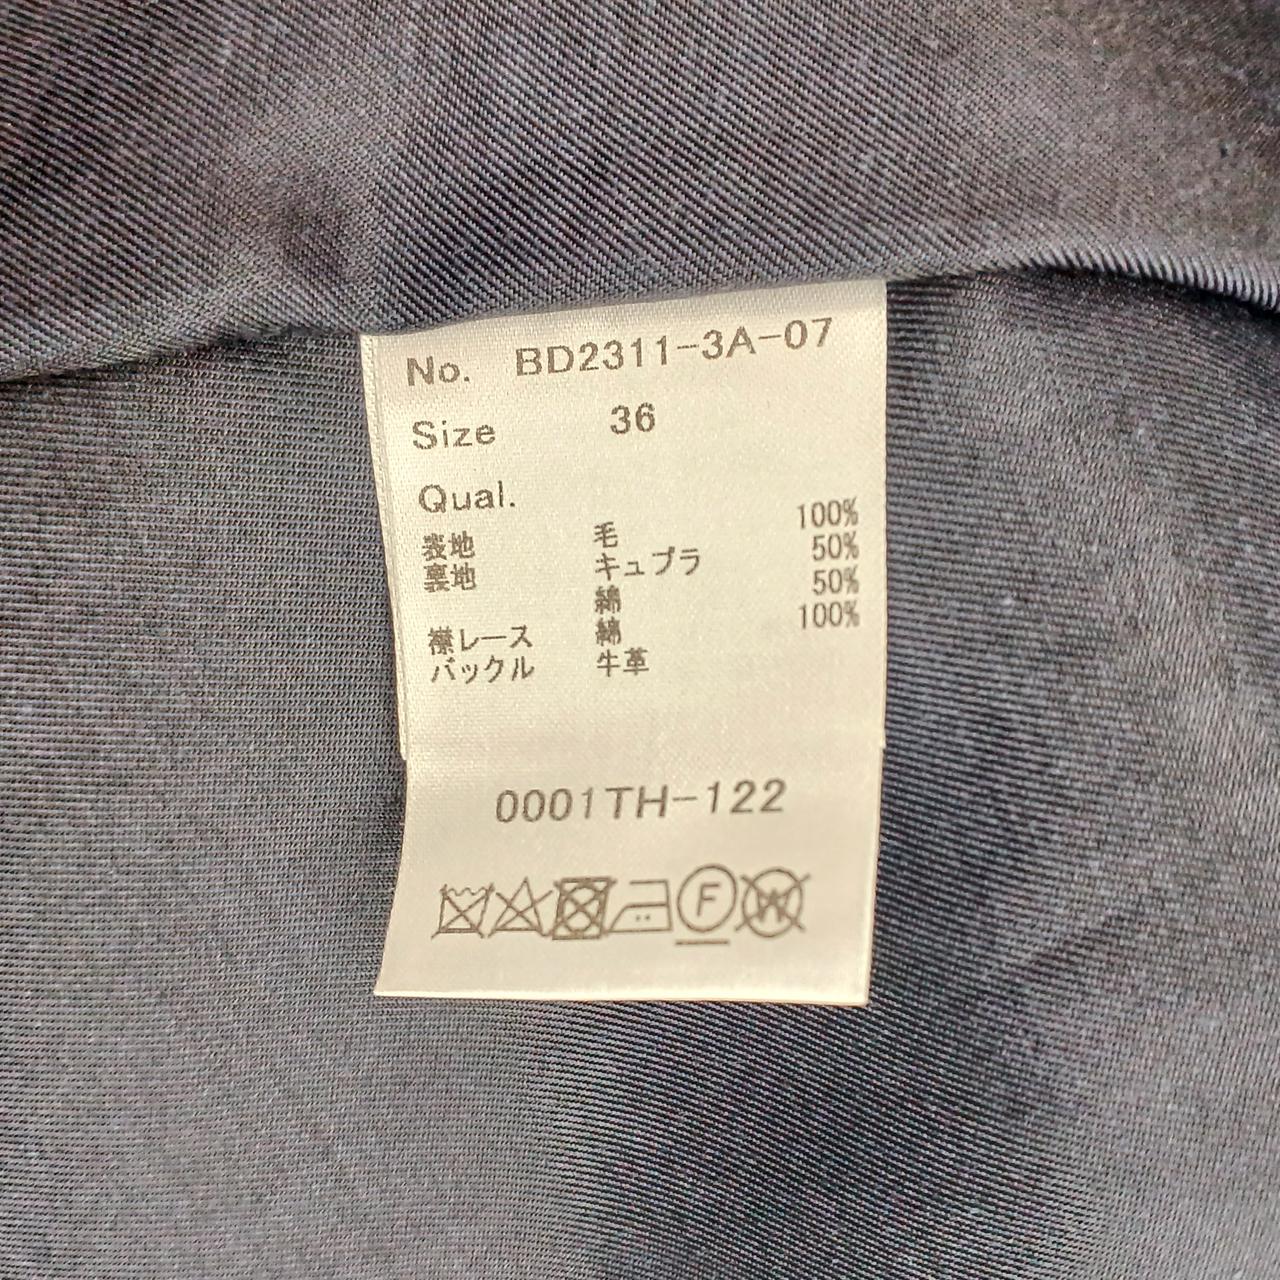 No. BD2311-3A-07
Size 36
Qual.
表地 毛 100%
裏地 キュプラ 50%
綿 50%
襟レース 綿 100%
バックル 牛革
0001TH-122
F W